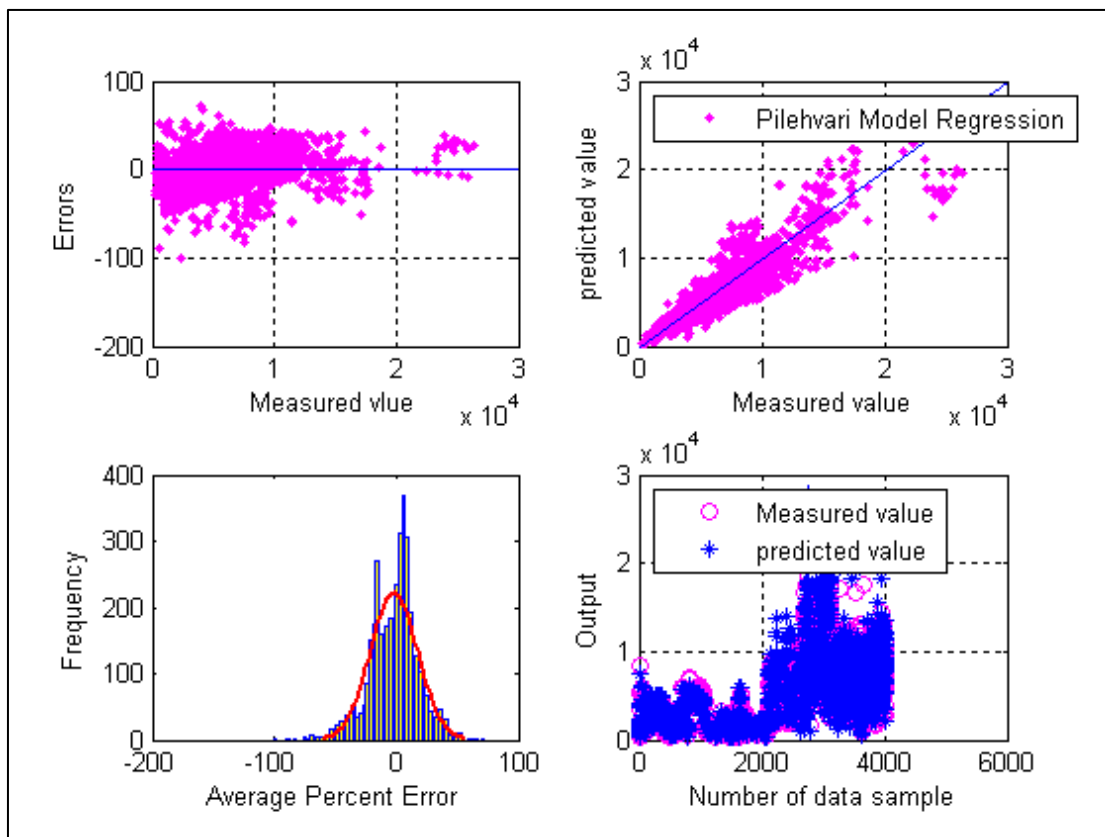 100
0
-100
-200
Errors
0
1
2
3
Measured vlue
x 10^4
x 10^4
3
2
1
0
predicted value
Pilehvari Model Regression
0
1
2
3
Measured value
x 10^4
400
300
200
100
0
Frequency
-200
-100
0
100
Average Percent Error
x 10^4
3
2
1
0
Output
Measured value
predicted value
0
2000
4000
6000
Number of data sample